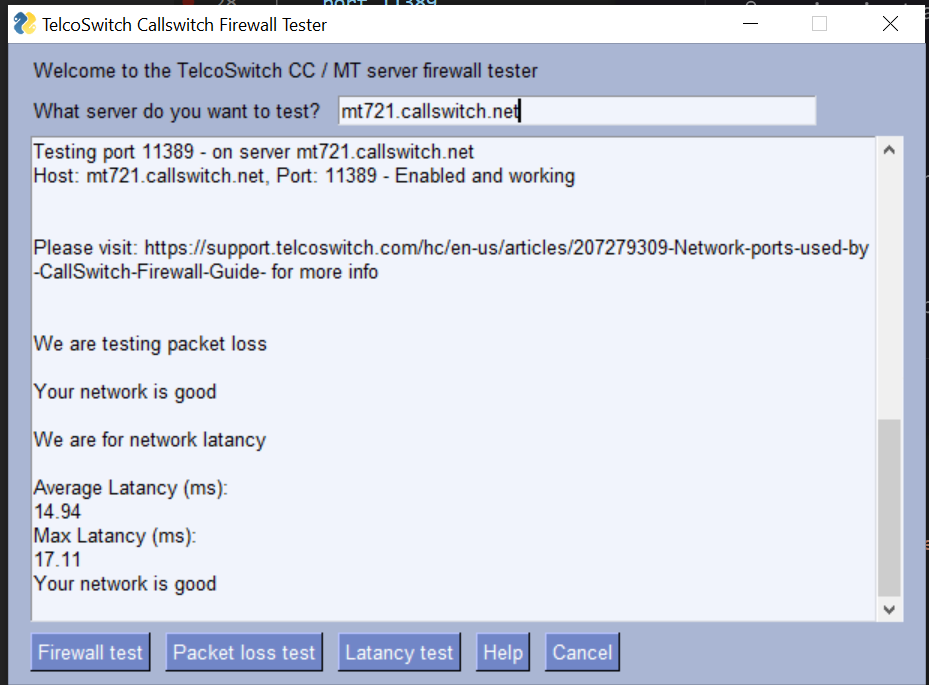 port 11389
TelcoSwitch Callswitch Firewall Tester
Welcome to the TelcoSwitch CC / MT server firewall tester
What server do you want to test? mt721.callswitch.net
Testing port 11389 - on server mt721.callswitch.net
Host: mt721.callswitch.net, Port: 11389 - Enabled and working
Please visit: https://support.telcoswitch.com/hc/en-us/articles/207279309-Network-ports-used-by
-CallSwitch-Firewall-Guide- for more info
We are testing packet loss
Your network is good
We are for network latancy
Average Latancy (ms):
14.94
Max Latancy (ms):
17.11
Your network is good
Firewall test Packet loss test Latancy test Help Cancel